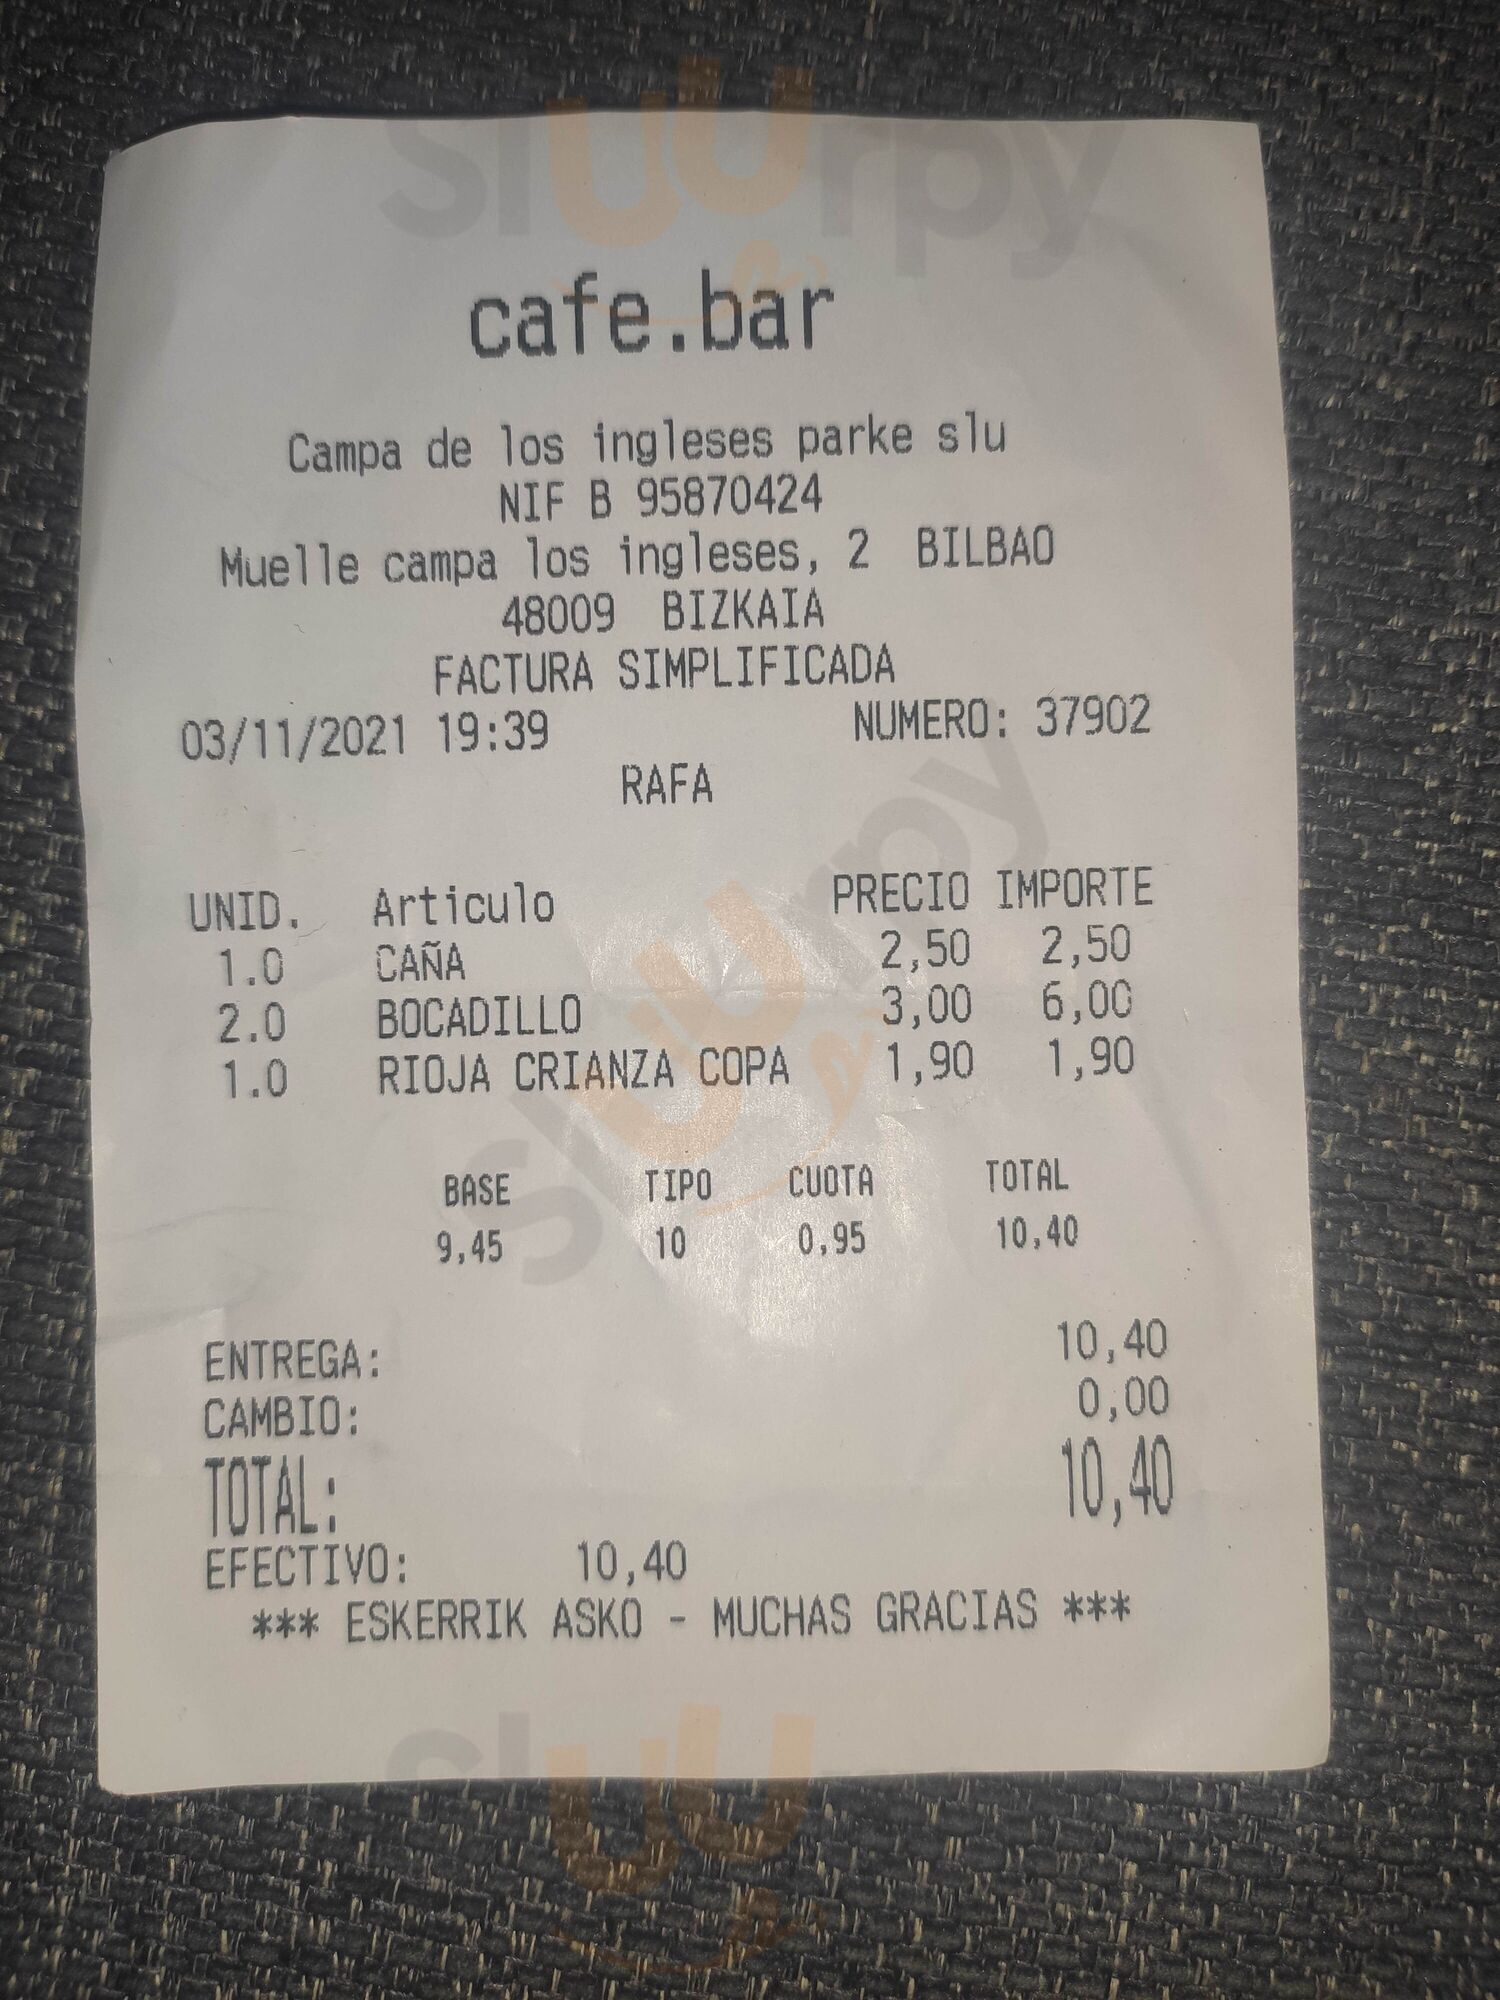 sluurpy
cafe.bar
Campa de los ingleses parke slu
NIF B 95870424
Muelle campa los ingleses, 2 BILBAO
48009 BIZKAIA
FACTURA SIMPLIFICADA
03/11/2021 19:39 NUMERO: 37902
RAFA
UNID. Articulo PRECIO IMPORTE
1.0 CAÑA 2,50 2,50
2.0 BOCADILLO 3,00 6,00
1.0 RIOJA CRIANZA COPA 1,90 1,90
sluurpy
BASE TIPO CUOTA TOTAL
9,45 10 0,95 10,40
ENTREGA: 10,40
CAMBIO: 0,00
TOTAL: 10,40
EFECTIVO: 10,40
*** ESKERRIK ASKO - MUCHAS GRACIAS ***
sluurpy